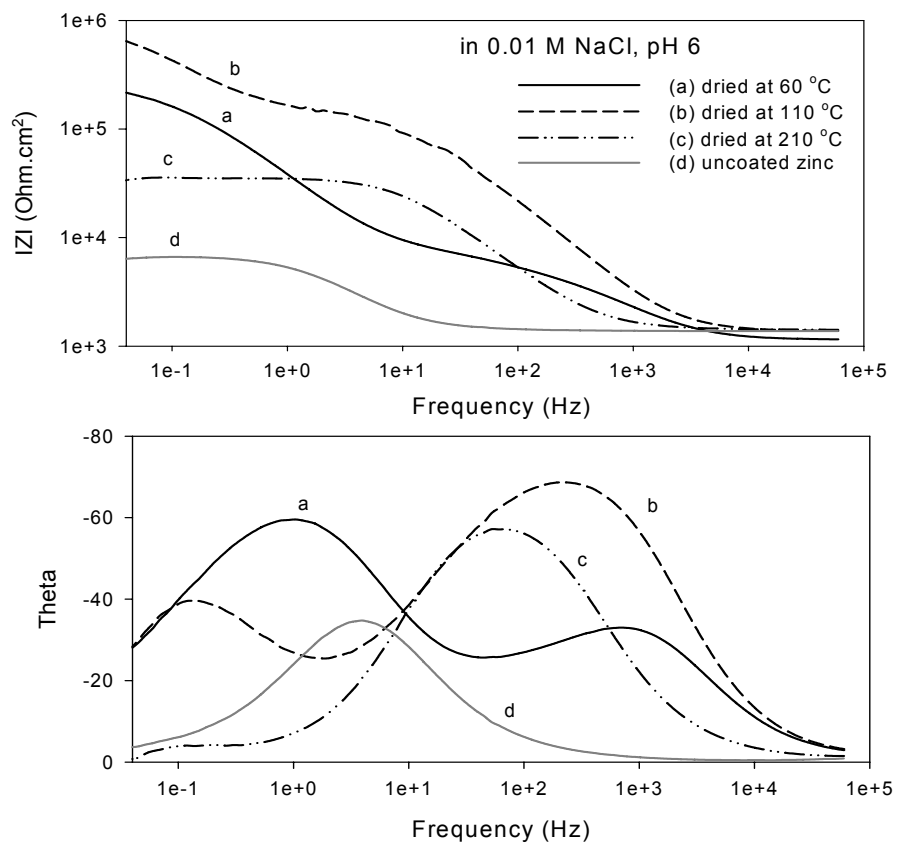 1e+6
in 0.01 M NaCl, pH 6
b
(a) dried at 60 °C
1e+5
a
(b) dried at 110 °C
(c) dried at 210 °C
c
(d) uncoated zinc
IZI (Ohm.cm²)
1e+4
d
1e+3
1e-1 1e+0 1e+1 1e+2 1e+3 1e+4 1e+5
Frequency (Hz)
-80
a
b
-60
c
Theta
-40
-20
d
0
1e-1 1e+0 1e+1 1e+2 1e+3 1e+4 1e+5
Frequency (Hz)